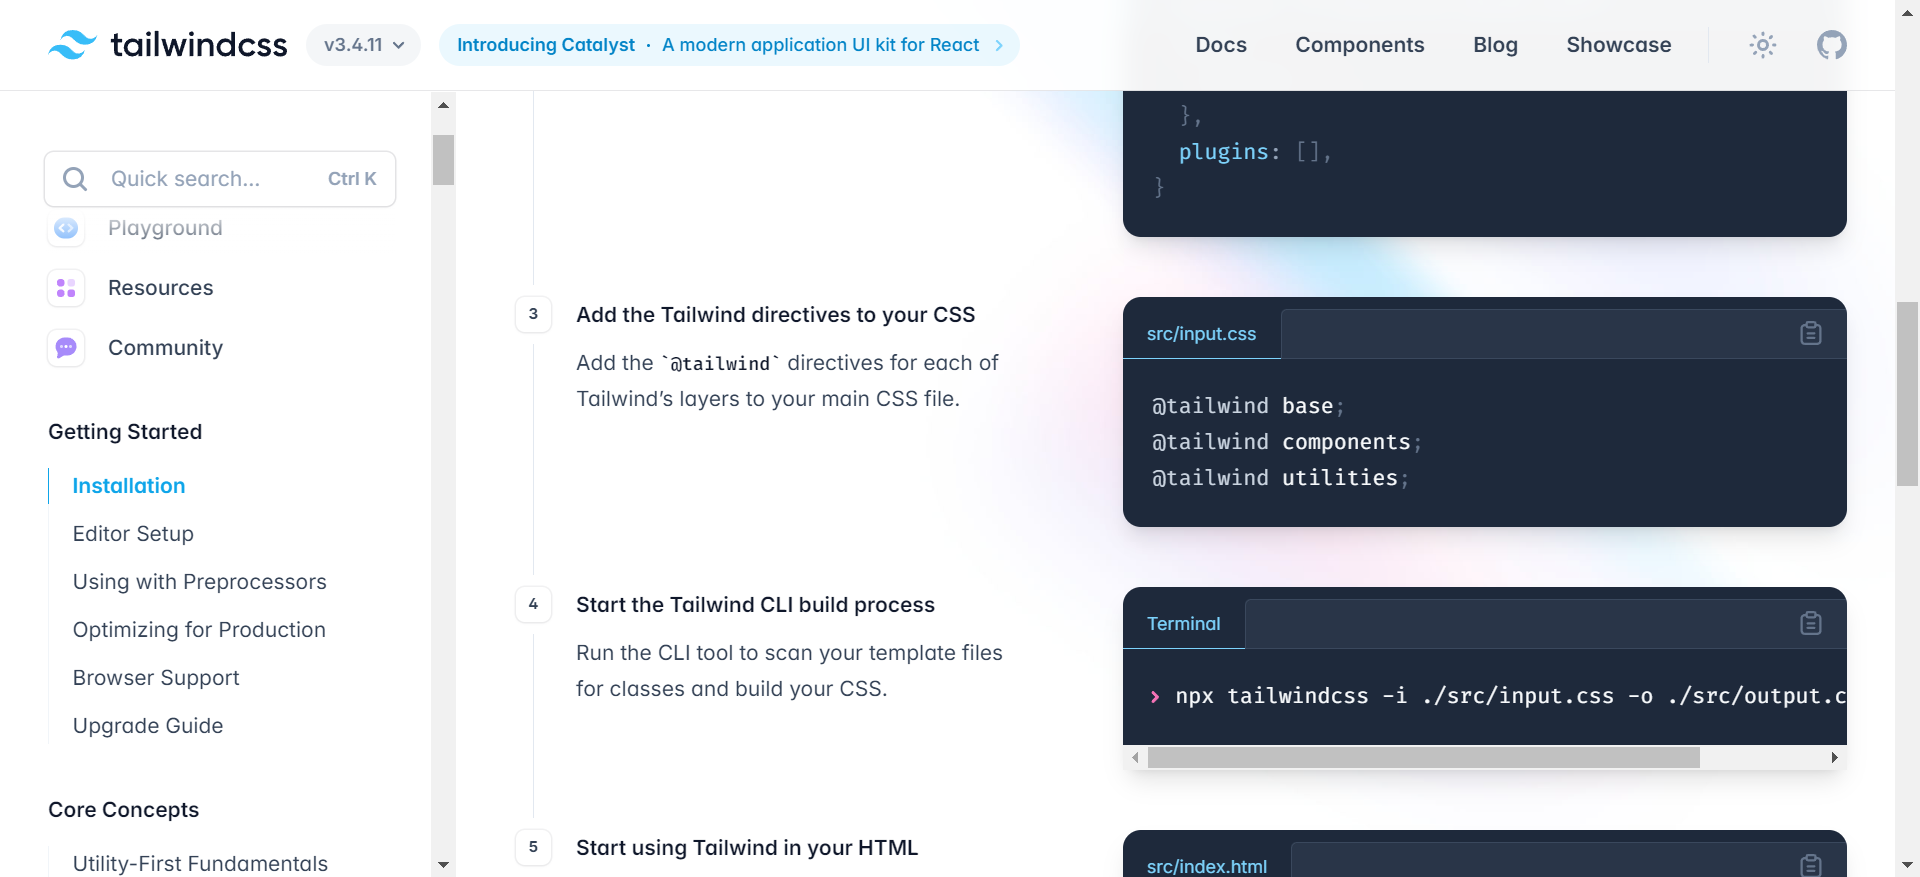 tailwindcss
v3.4.11
Introducing Catalyst · A modern application UI kit for React
Docs
Components
Blog
Showcase
Quick search...
Ctrl K
Playground
Resources
Community
Getting Started
Installation
Editor Setup
Using with Preprocessors
Optimizing for Production
Browser Support
Upgrade Guide
Core Concepts
Utility-First Fundamentals
},
plugins: [],
}
3
Add the Tailwind directives to your CSS
Add the `@tailwind` directives for each of
Tailwind’s layers to your main CSS file.
src/input.css
@tailwind base;
@tailwind components;
@tailwind utilities;
4
Start the Tailwind CLI build process
Run the CLI tool to scan your template files
for classes and build your CSS.
Terminal
› npx tailwindcss -i ./src/input.css -o ./src/output.c
5
Start using Tailwind in your HTML
src/index.html